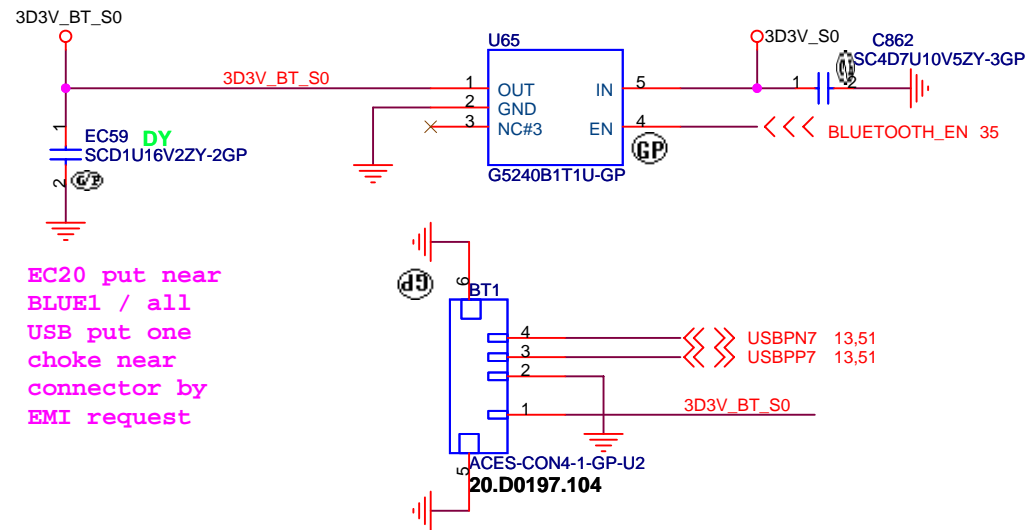 3D3V_BT_S0
3D3V_BT_S0
1
EC59 DY
SCD1U16V2ZY-2GP
2
G/P
U65
1 OUT
2 GND
3 NC#3
IN 5
EN 4
GP
G5240B1T1U-GP
3D3V_S0
C862
SC4D7U10V5ZY-3GP
1
2
BLUETOOTH_EN 35
EC20 put near
BLUE1 / all
USB put one
choke near
connector by
EMI request
GP
6
BT1
4 USBPN7 13,51
3 USBPP7 13,51
2
1 3D3V_BT_S0
5
ACES-CON4-1-GP-U2
20.D0197.104